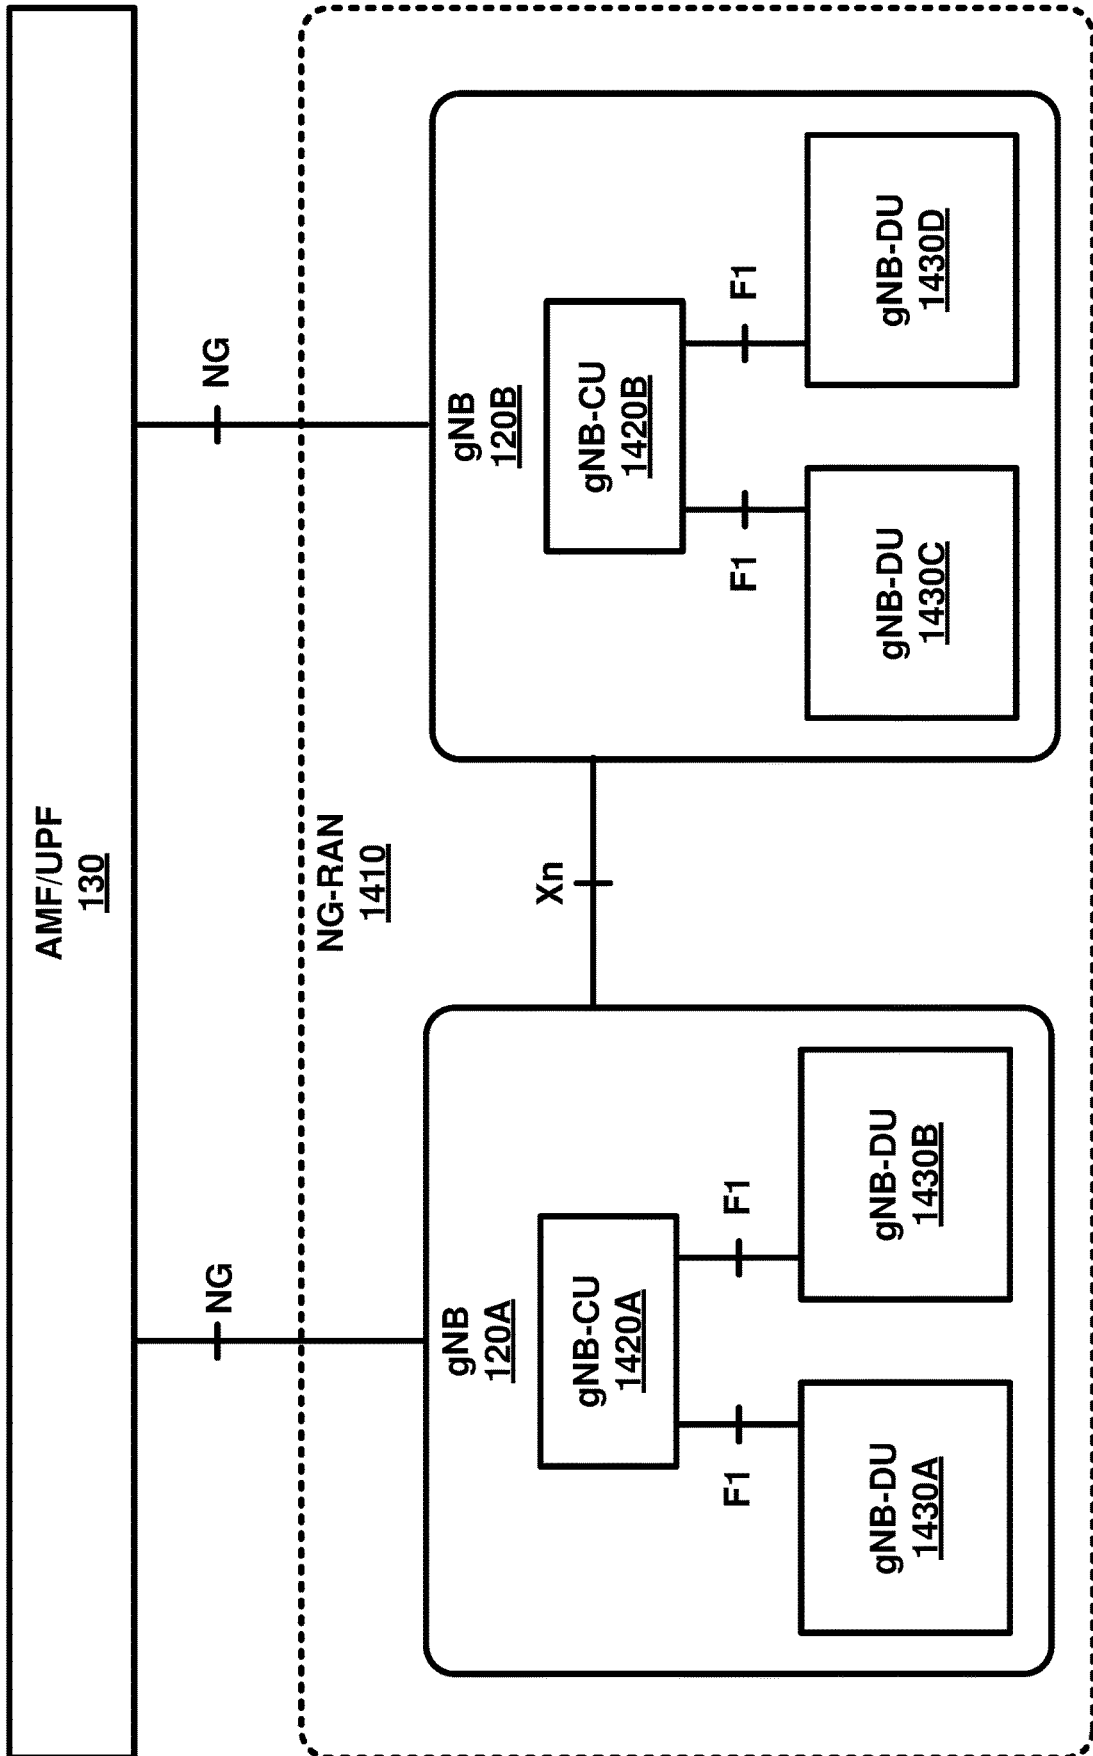 AMF/UPF
130
NG
NG
NG-RAN
1410
gNB
120A
gNB-CU
1420A
F1
F1
gNB-DU
1430A
gNB-DU
1430B
Xn
gNB
120B
gNB-CU
1420B
F1
F1
gNB-DU
1430C
gNB-DU
1430D